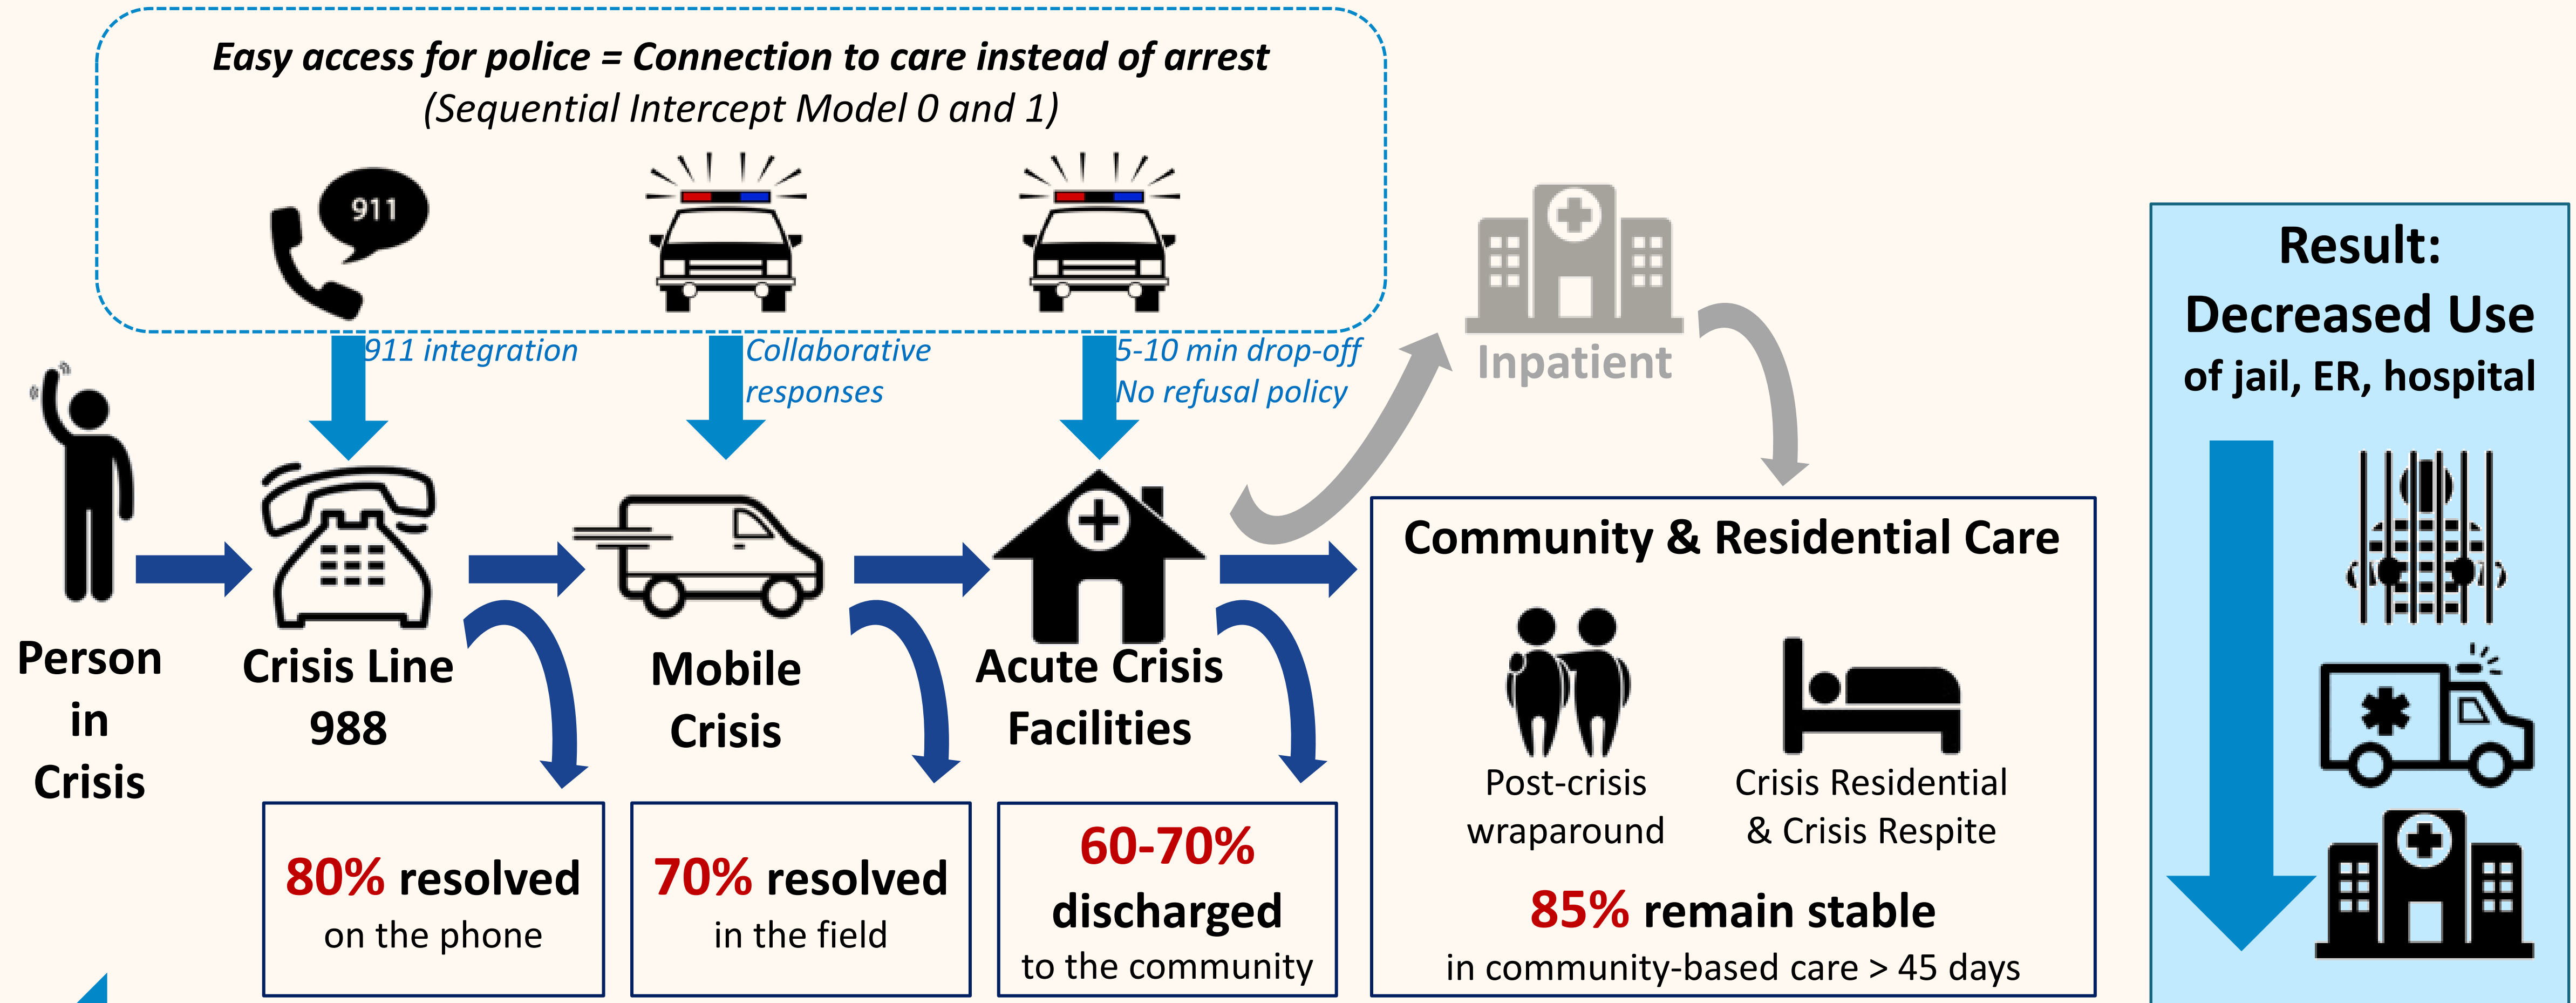 Easy access for police = Connection to care instead of arrest
(Sequential Intercept Model 0 and 1)
911
911 integration
Collaborative
responses
5-10 min drop-off
No refusal policy
Inpatient
Person
in
Crisis
Crisis Line
988
Mobile
Crisis
Acute Crisis
Facilities
80% resolved
on the phone
70% resolved
in the field
60-70%
discharged
to the community
Community & Residential Care
Post-crisis
wraparound
Crisis Residential
& Crisis Respite
85% remain stable
in community-based care > 45 days
Result:
Decreased Use
of jail, ER, hospital